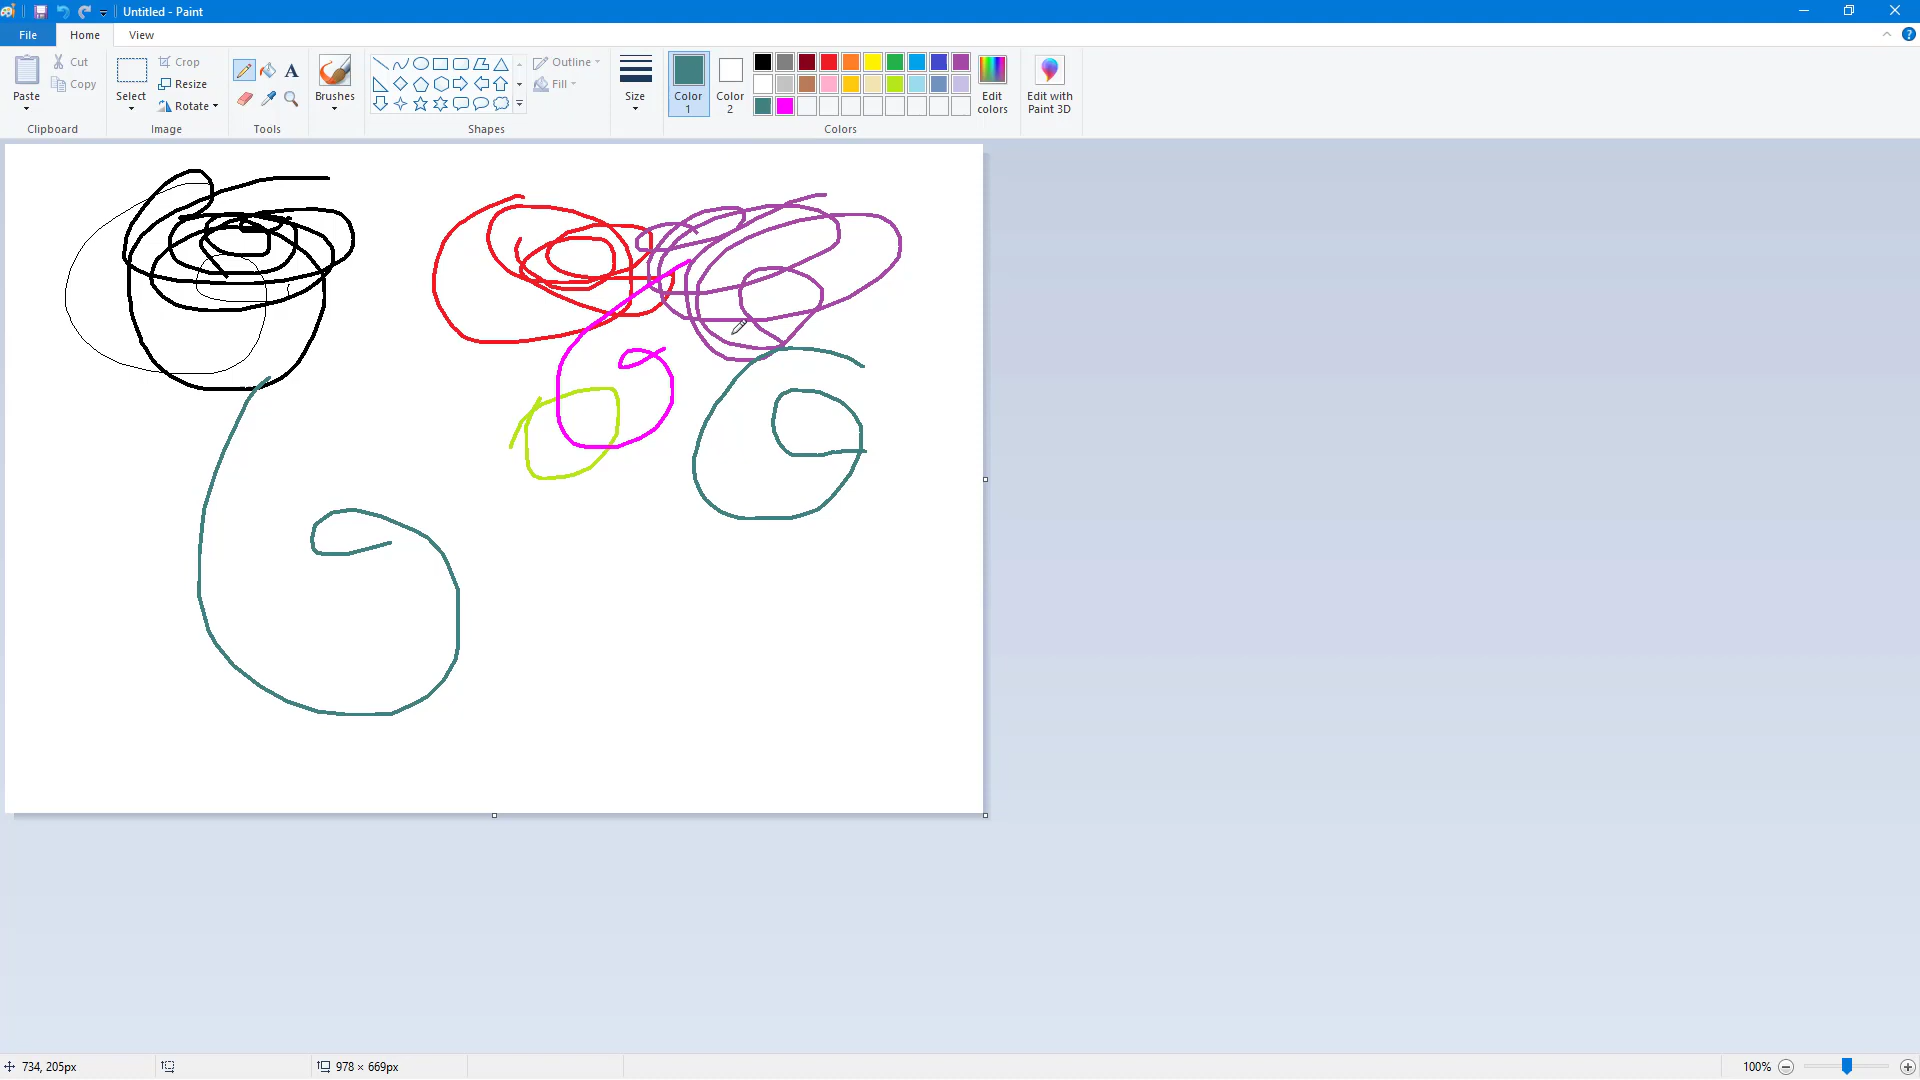 Untitled - Paint
File
Home
View
Paste
Cut
Copy
Clipboard
Select
Crop
Resize
Rotate
Image
A
Tools
Brushes
Outline
Fill
Shapes
Size
Color 1
Color 2
Edit colors
Colors
Edit with Paint 3D
734, 205px
978 × 669px
100%